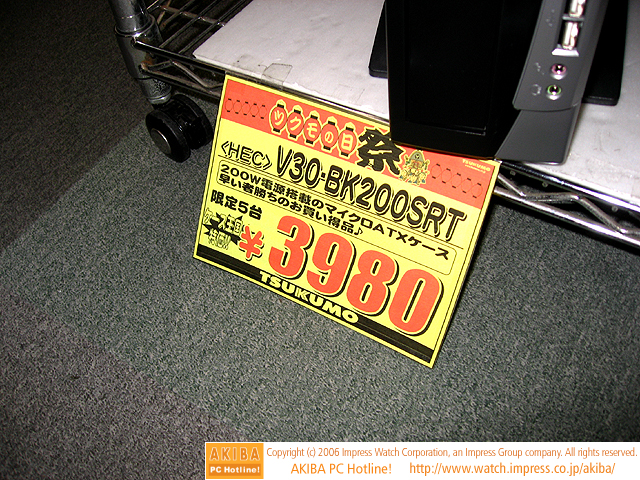 ツクモの日 祭
<HEC> V30-BK200SRT
200W電源搭載のマイクロATXケース
早い者勝ちのお買い得品♪
限定5台
3980
TSUKUMO
AKIBA
PC Hotline!
Copyright (c) 2006 Impress Watch Corporation, an Impress Group company. All rights reserved.
AKIBA PC Hotline! http://www.watch.impress.co.jp/akiba/